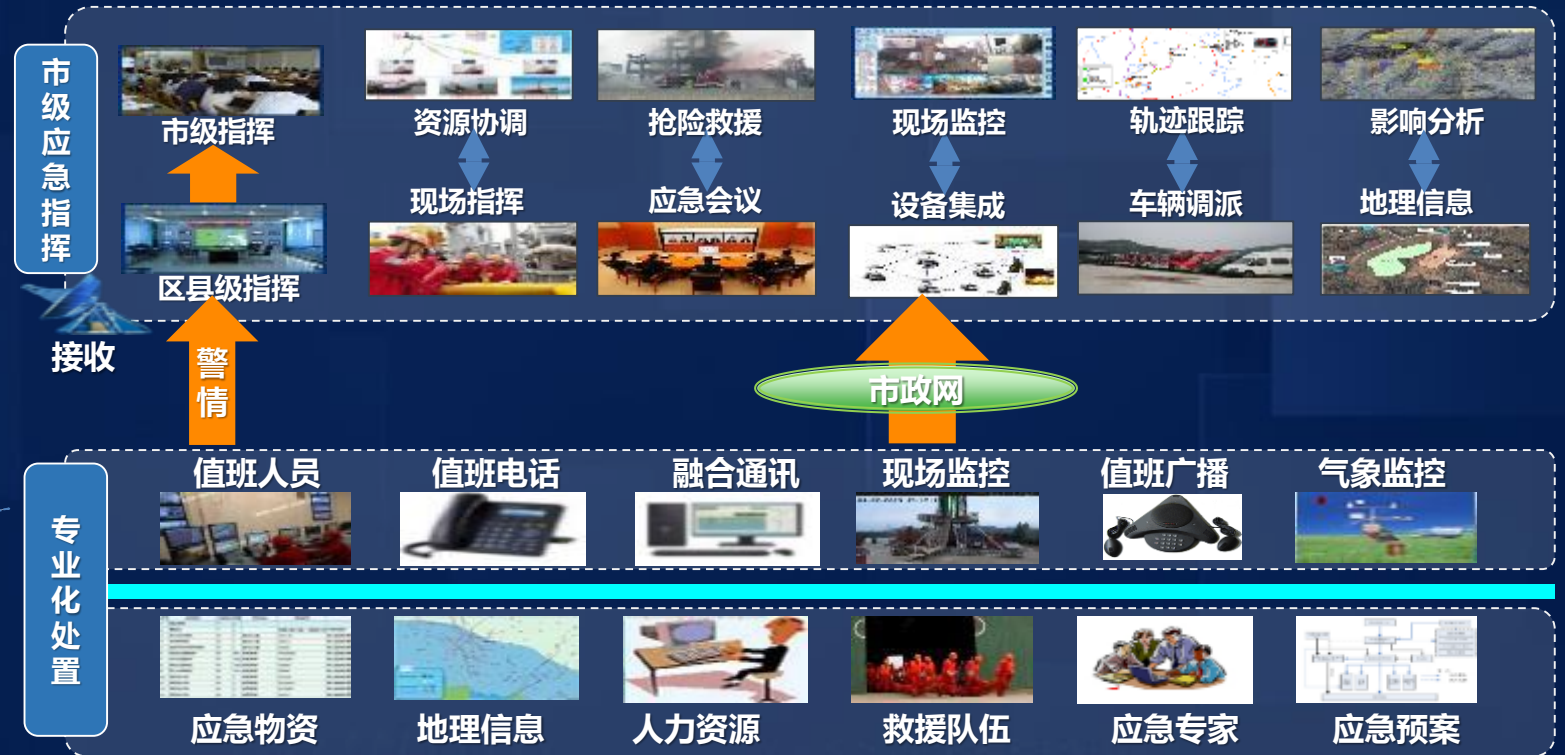 市级应急指挥
市级指挥
资源协调
抢险救援
现场监控
轨迹跟踪
影响分析
现场指挥
应急会议
设备集成
车辆调派
地理信息
区县级指挥
接收
警情
市政网
专业化处置
值班人员
值班电话
融合通讯
现场监控
值班广播
气象监控
应急物资
地理信息
人力资源
救援队伍
应急专家
应急预案